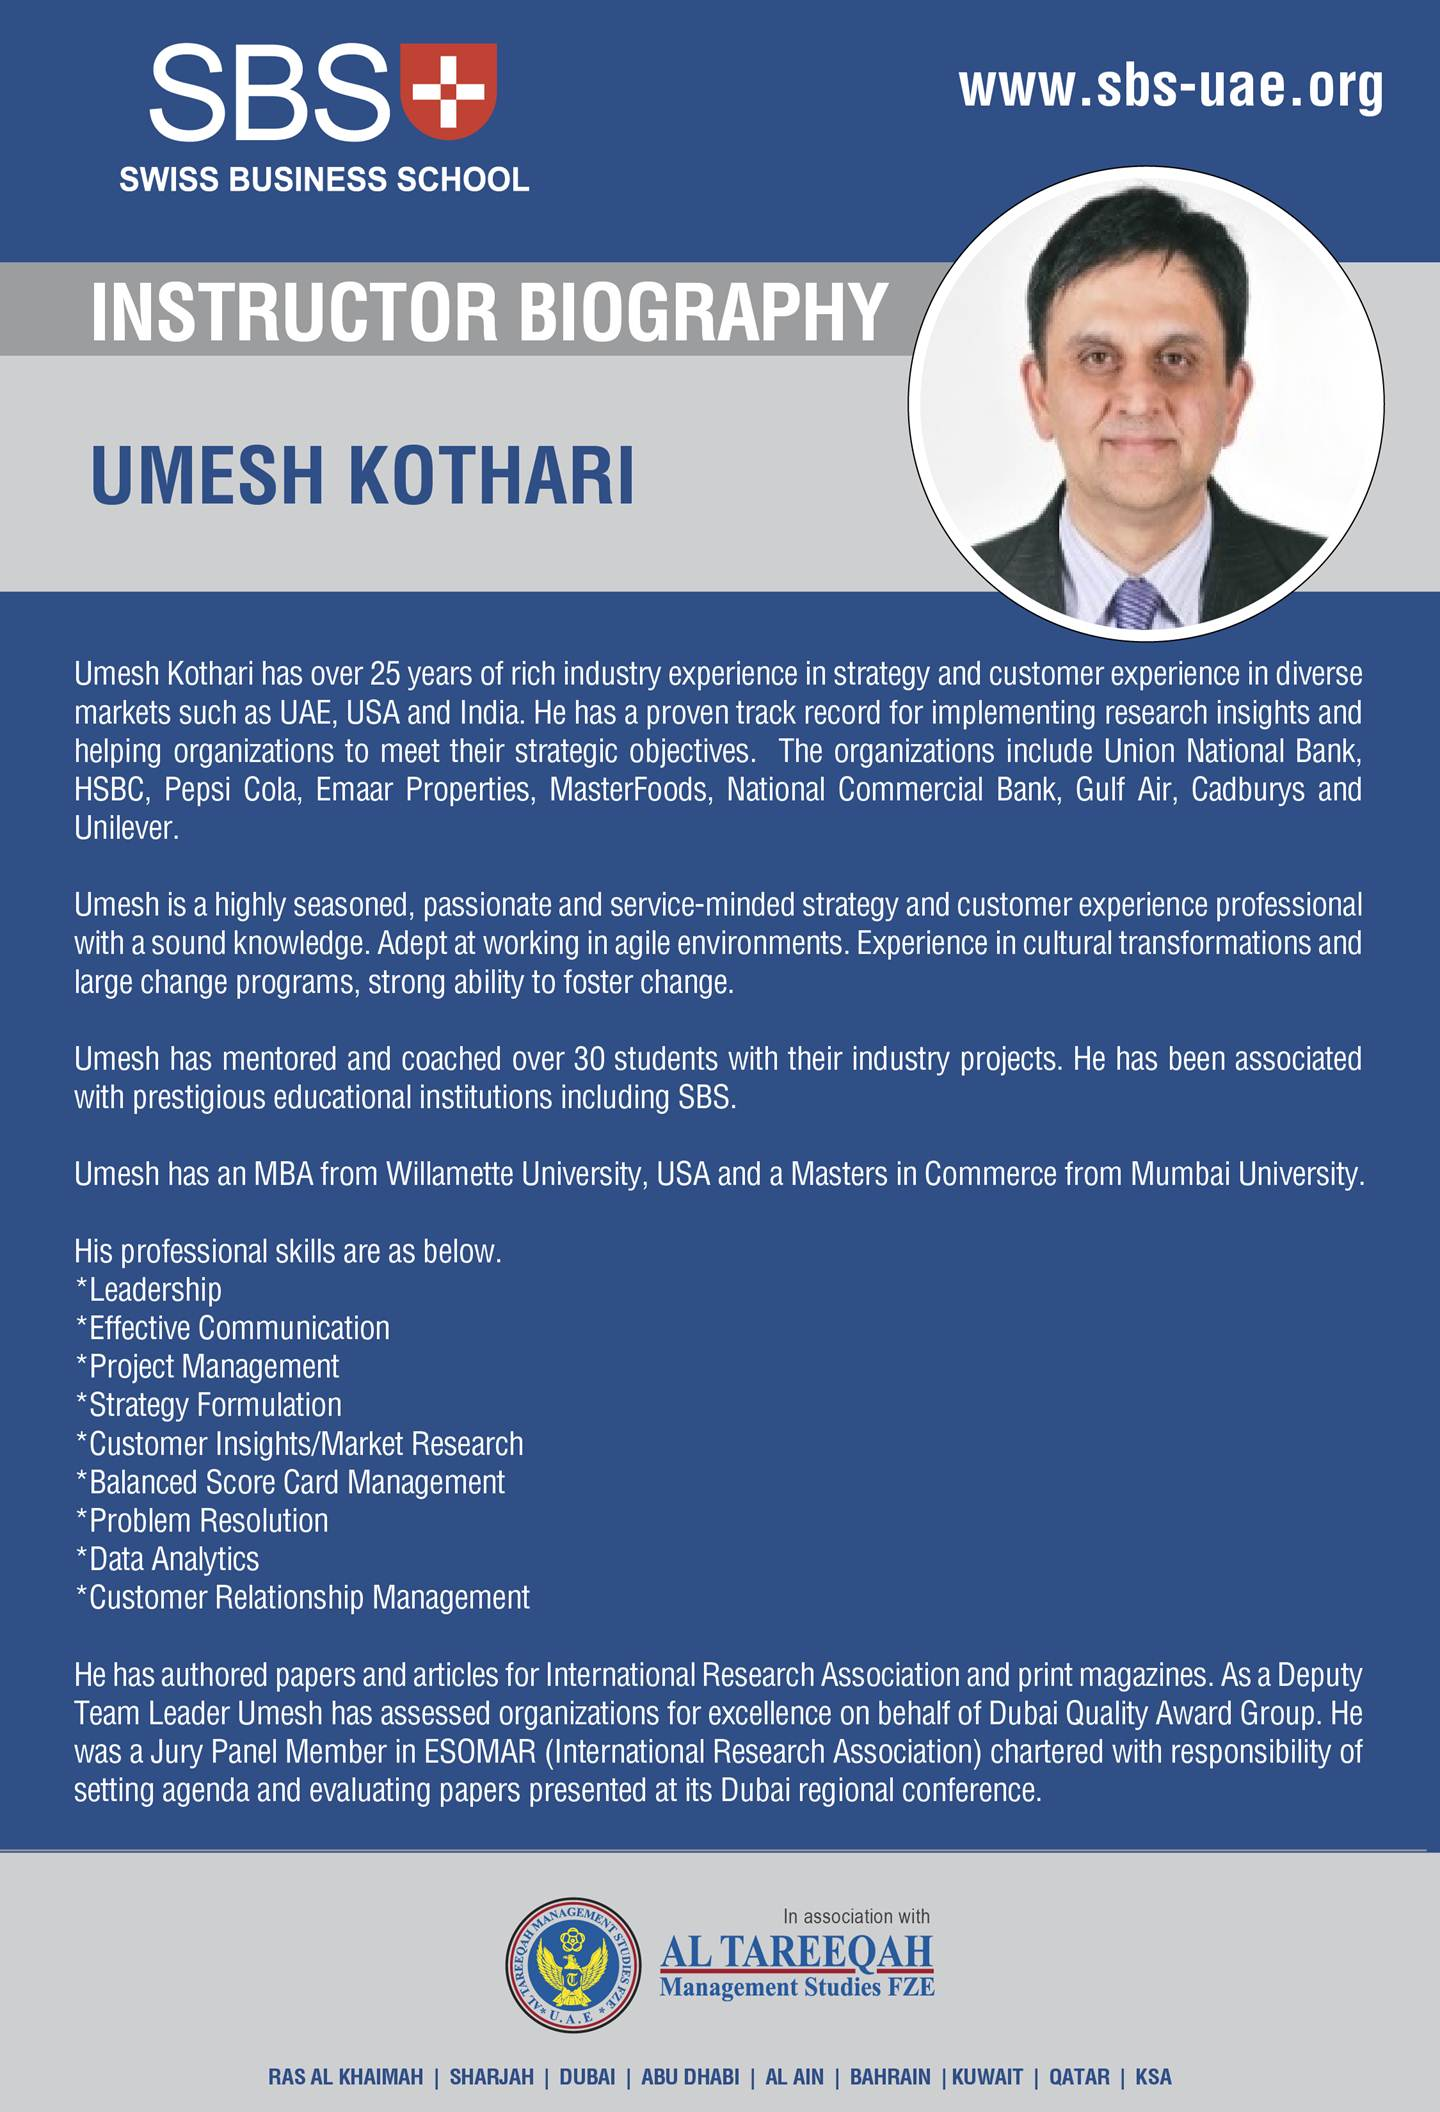 SBS
SWISS BUSINESS SCHOOL
www.sbs-uae.org
INSTRUCTOR BIOGRAPHY
UMESH KOTHARI
Umesh Kothari has over 25 years of rich industry experience in strategy and customer experience in diverse
markets such as UAE, USA and India. He has a proven track record for implementing research insights and
helping organizations to meet their strategic objectives.  The organizations include Union National Bank,
HSBC, Pepsi Cola, Emaar Properties, MasterFoods, National Commercial Bank, Gulf Air, Cadburys and
Unilever.
Umesh is a highly seasoned, passionate and service-minded strategy and customer experience professional
with a sound knowledge. Adept at working in agile environments. Experience in cultural transformations and
large change programs, strong ability to foster change.
Umesh has mentored and coached over 30 students with their industry projects. He has been associated
with prestigious educational institutions including SBS.
Umesh has an MBA from Willamette University, USA and a Masters in Commerce from Mumbai University.
His professional skills are as below.
*Leadership
*Effective Communication
*Project Management
*Strategy Formulation
*Customer Insights/Market Research
*Balanced Score Card Management
*Problem Resolution
*Data Analytics
*Customer Relationship Management
He has authored papers and articles for International Research Association and print magazines. As a Deputy
Team Leader Umesh has assessed organizations for excellence on behalf of Dubai Quality Award Group. He
was a Jury Panel Member in ESOMAR (International Research Association) chartered with responsibility of
setting agenda and evaluating papers presented at its Dubai regional conference.
AL TAREEQAH MANAGEMENT STUDIES FZE
T
* U.A.E *
In association with
AL TAREEQAH
Management Studies FZE
RAS AL KHAIMAH | SHARJAH | DUBAI | ABU DHABI | AL AIN | BAHRAIN | KUWAIT | QATAR | KSA